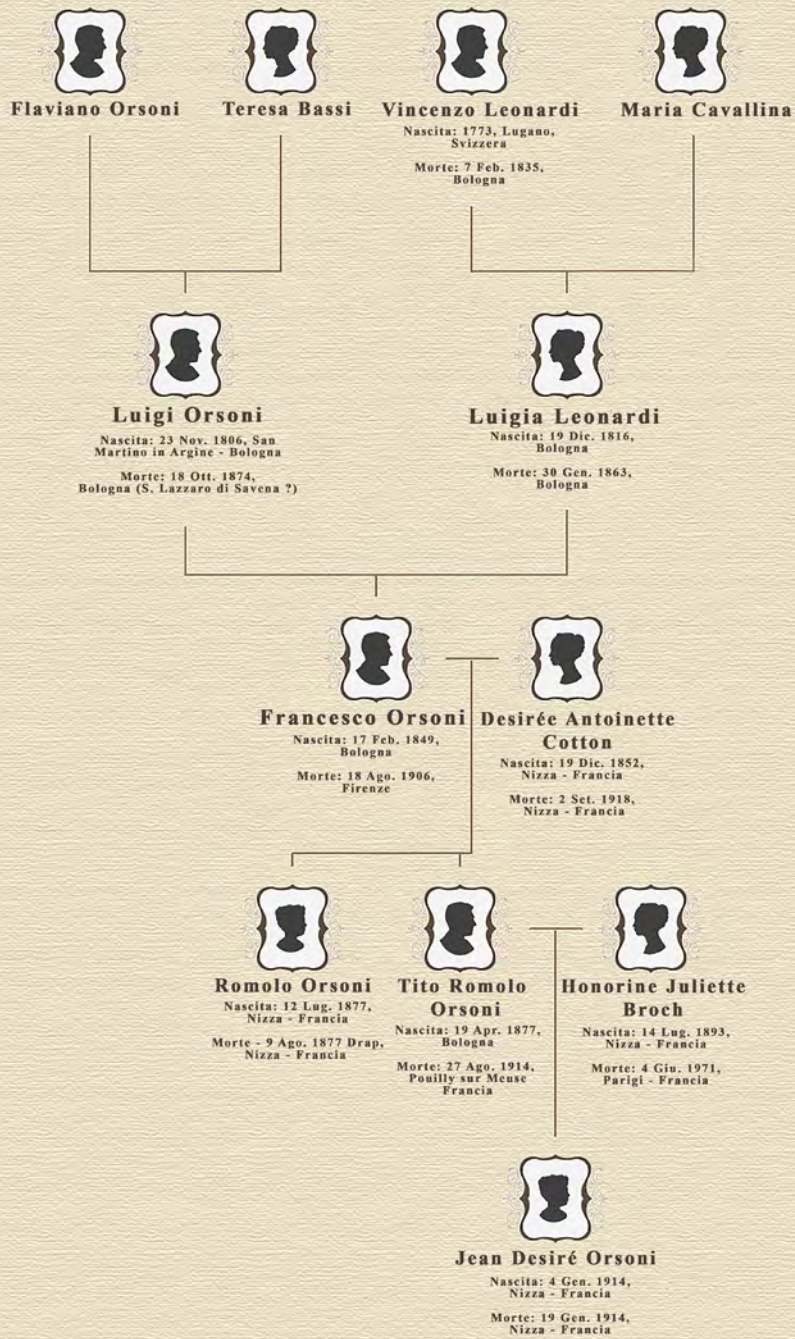 Flaviano Orsoni
Teresa Bassi
Vincenzo Leonardi
Nascita: 1773, Lugano,
Svizzera
Morte: 7 Feb. 1835,
Bologna
Maria Cavallina
Luigi Orsoni
Nascita: 23 Nov. 1806, San
Martino in Argine - Bologna
Morte: 18 Ott. 1874,
Bologna (S. Lazzaro di Savena ?)
Luigia Leonardi
Nascita: 19 Dic. 1816,
Bologna
Morte: 30 Gen. 1863,
Bologna
Francesco Orsoni
Nascita: 17 Feb. 1849,
Bologna
Morte: 18 Ago. 1906,
Firenze
Desirée Antoinette
Cotton
Nascita: 19 Dic. 1852,
Nizza - Francia
Morte: 2 Set. 1918,
Nizza - Francia
Romolo Orsoni
Nascita: 12 Lug. 1877,
Nizza - Francia
Morte - 9 Ago. 1877 Drap,
Nizza - Francia
Tito Romolo
Orsoni
Nascita: 19 Apr. 1877,
Bologna
Morte: 27 Ago. 1914,
Pouilly sur Meuse
Francia
Honorine Juliette
Broch
Nascita: 14 Lug. 1893,
Nizza - Francia
Morte: 4 Giu. 1971,
Parigi - Francia
Jean Desiré Orsoni
Nascita: 4 Gen. 1914,
Nizza - Francia
Morte: 19 Gen. 1914,
Nizza - Francia